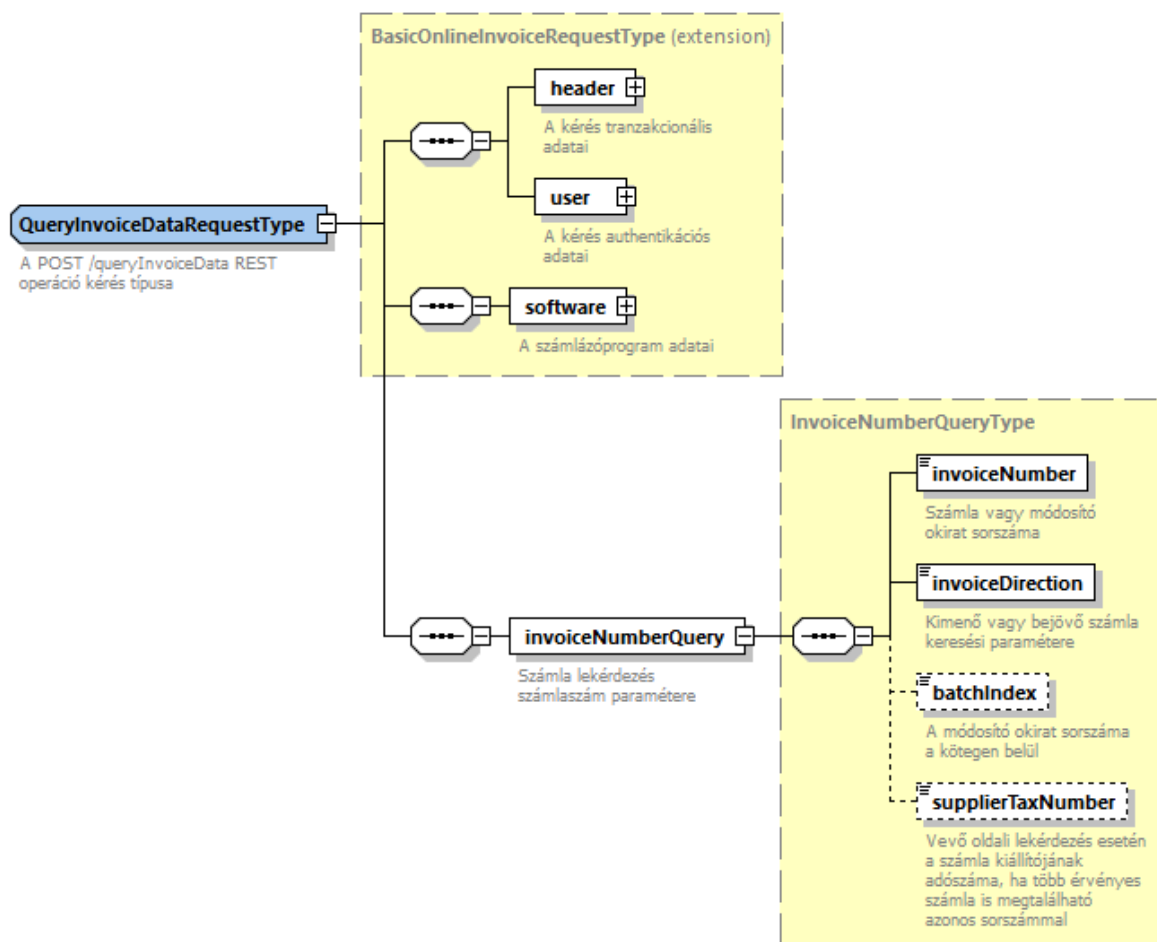 BasicOnlineInvoiceRequestType (extension)
header
A kérés tranzakcionális
adatai
user
A kérés authentikációs
adatai
QueryInvoiceDataRequestType
A POST /queryInvoiceData REST
operáció kérés típusa
software
A számlázóprogram adatai
InvoiceNumberQueryType
invoiceNumber
Számla vagy módosító
okirat sorszáma
invoiceDirection
Kimenő vagy bejövő számla
keresési paramétere
invoiceNumberQuery
Számla lekérdezés
számlaszám paramétere
batchIndex
A módosító okirat sorszáma
a kötegen belül
supplierTaxNumber
Vevő oldali lekérdezés esetén
a számla kiállítójának
adószáma, ha több érvényes
számla is megtalálható
azonos sorszámmal